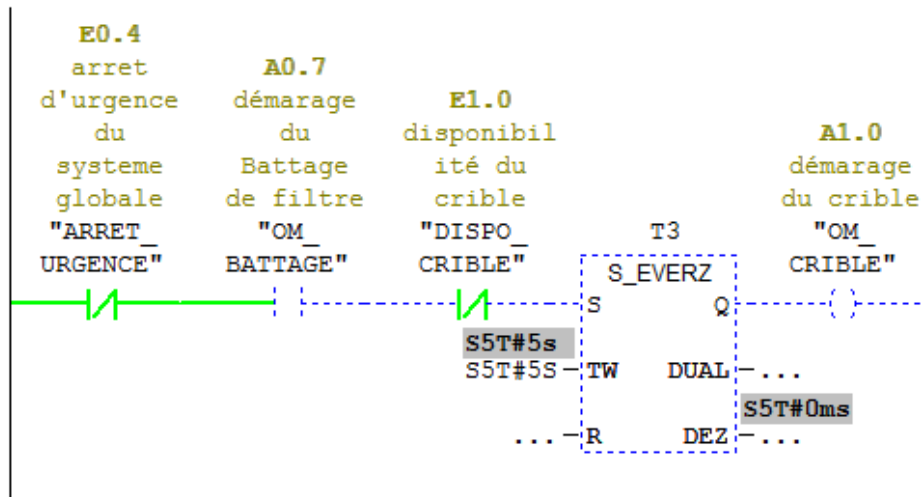 E0.4
arret
d'urgence
du
systeme
globale
"ARRET_
URGENCE"
A0.7
démarage
du
Battage
de filtre
"OM_
BATTAGE"
E1.0
disponibil
ité du
crible
"DISPO_
CRIBLE"
T3
S_EVERZ
A1.0
démarage
du crible
"OM_
CRIBLE"
S Q
S5T#5s
S5T#5S TW DUAL ...
S5T#0ms
... R DEZ ...